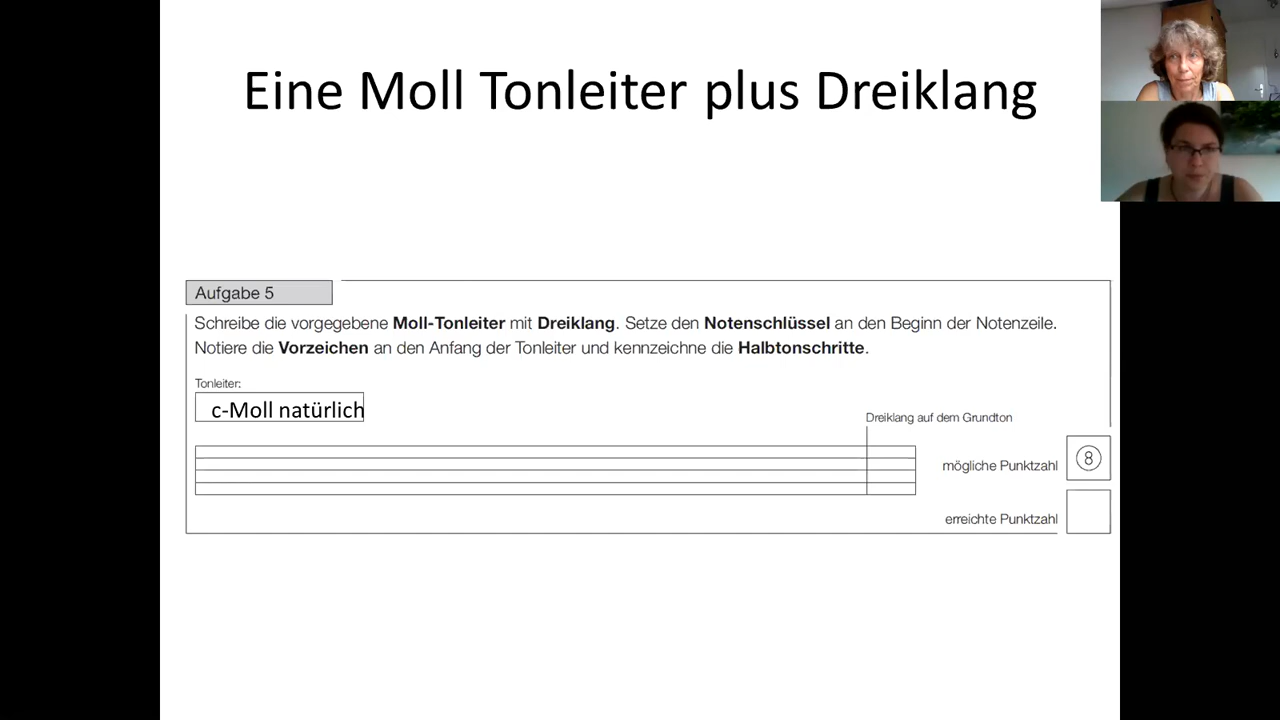 Eine Moll Tonleiter plus Dreiklang
Aufgabe 5
Schreibe die vorgegebene Moll-Tonleiter mit Dreiklang. Setze den Notenschlüssel an den Beginn der Notenzeile.
Notiere die Vorzeichen an den Anfang der Tonleiter und kennzeichne die Halbtonschritte.
Tonleiter:
c-Moll natürlich
Dreiklang auf dem Grundton
mögliche Punktzahl
8
erreichte Punktzahl